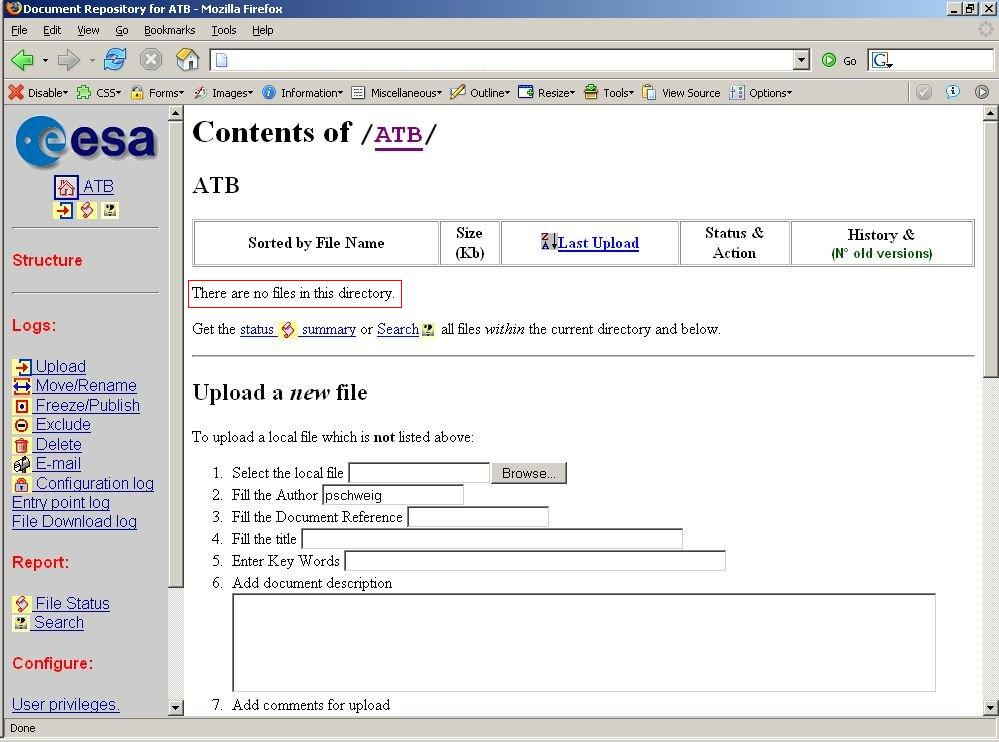 Document Repository for ATB - Mozilla Firefox
File Edit View Go Bookmarks Tools Help
Go G
Disable CSS Forms Images Information Miscellaneous Outline Resize Tools View Source Options
esa
ATB
Structure
Logs:
Upload
Move/Rename
Freeze/Publish
Exclude
Delete
E-mail
Configuration log
Entry point log
File Download log
Report:
File Status
Search
Configure:
User privileges.
Contents of /ATB/
ATB
Sorted by File Name Size (Kb) Last Upload Status & Action History & (N° old versions)
There are no files in this directory.
Get the status summary or Search all files within the current directory and below.
Upload a new file
To upload a local file which is not listed above:
1. Select the local file Browse...
2. Fill the Author pschweig
3. Fill the Document Reference
4. Fill the title
5. Enter Key Words
6. Add document description
7. Add comments for upload
Done